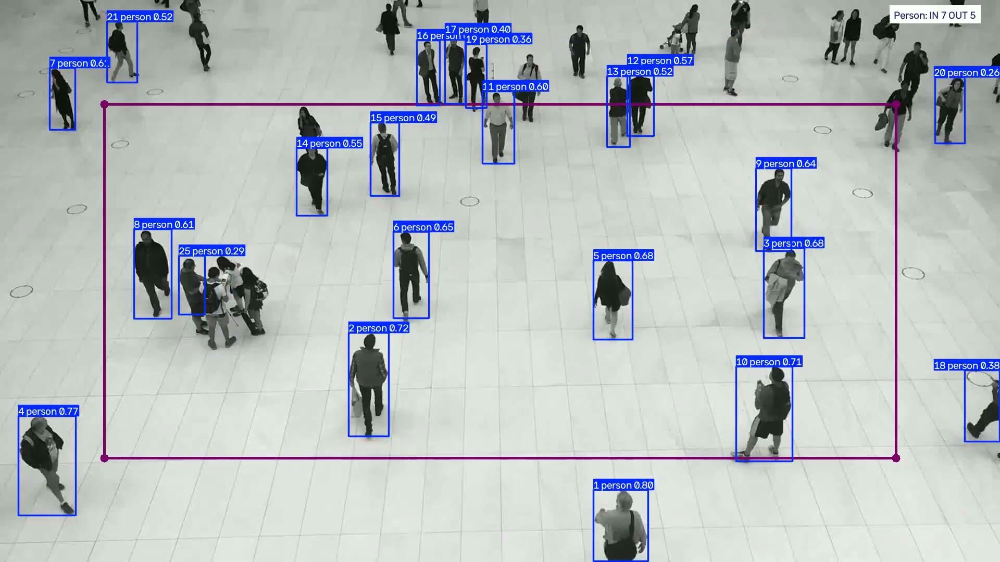 Person: IN 7 OUT 5
21 person 0.52
17 person 0.40
16 person
19 person 0.36
12 person 0.57
7 person 0.61
13 person 0.52
20 person 0.26
11 person 0.60
15 person 0.49
14 person 0.55
9 person 0.64
8 person 0.61
6 person 0.65
3 person 0.68
25 person 0.29
5 person 0.68
2 person 0.72
10 person 0.71
18 person 0.38
4 person 0.77
1 person 0.80